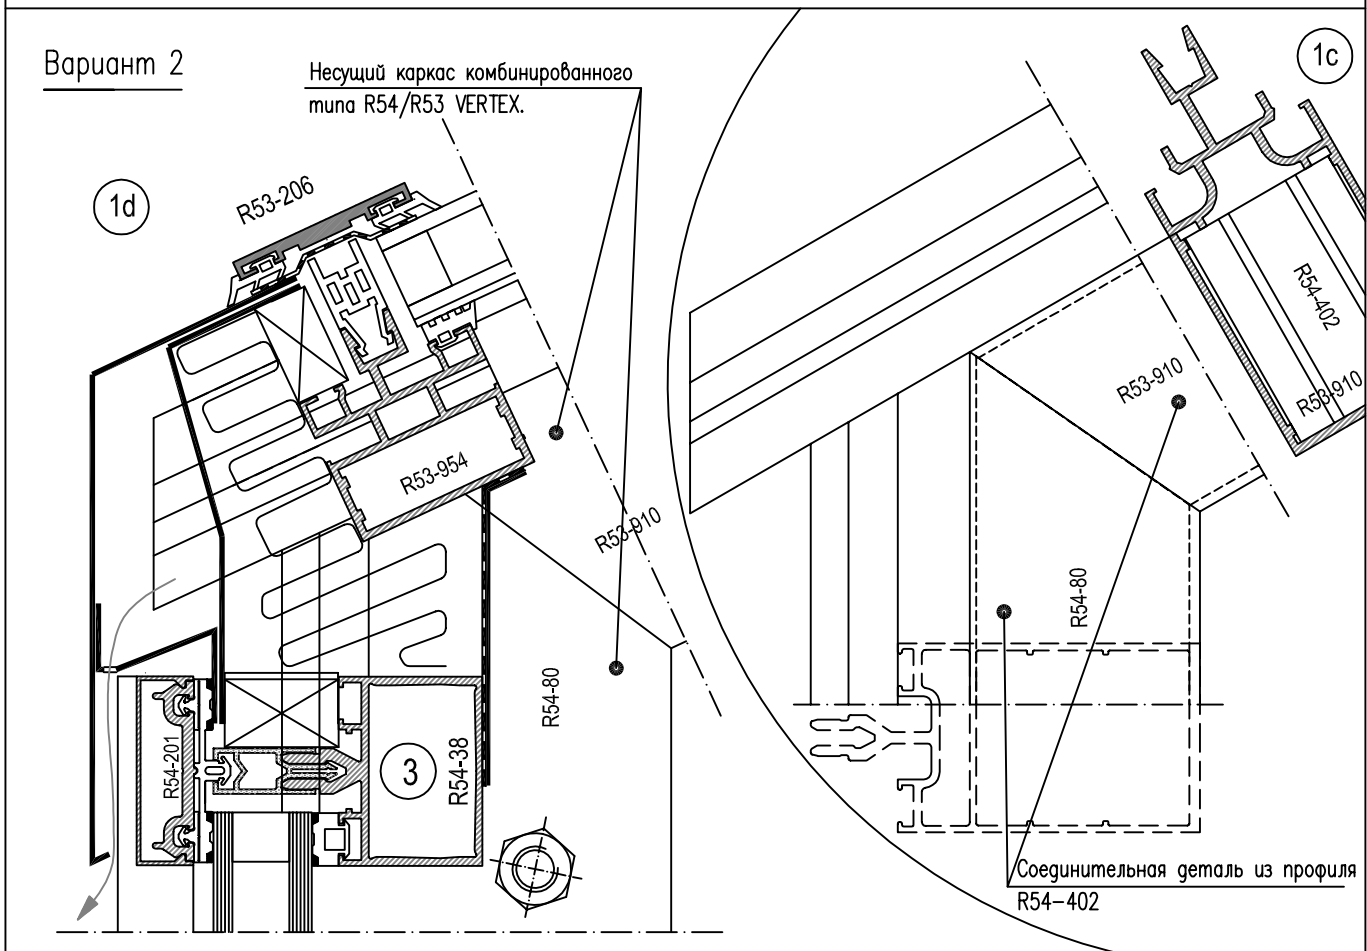 Вариант 2
Несущий каркас комбинированного
типа R54/R53 VERTEX.
1d
R53-206
R53-954
R53-910
R54-80
R54-201
3
R54-38
1c
R54-402
R53-910
R53-910
R54-80
Соединительная деталь из профиля
R54-402